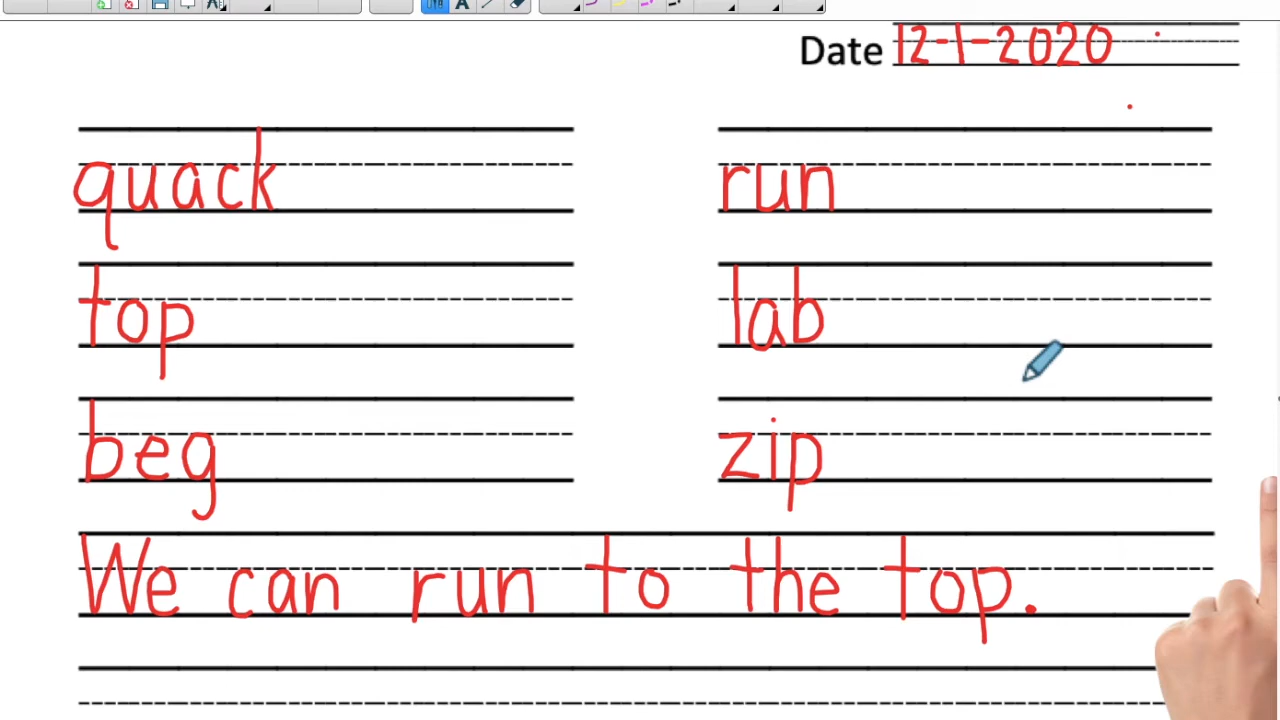 Date 12-1-2020
quack run
top lab
beg zip
We can run to the top.